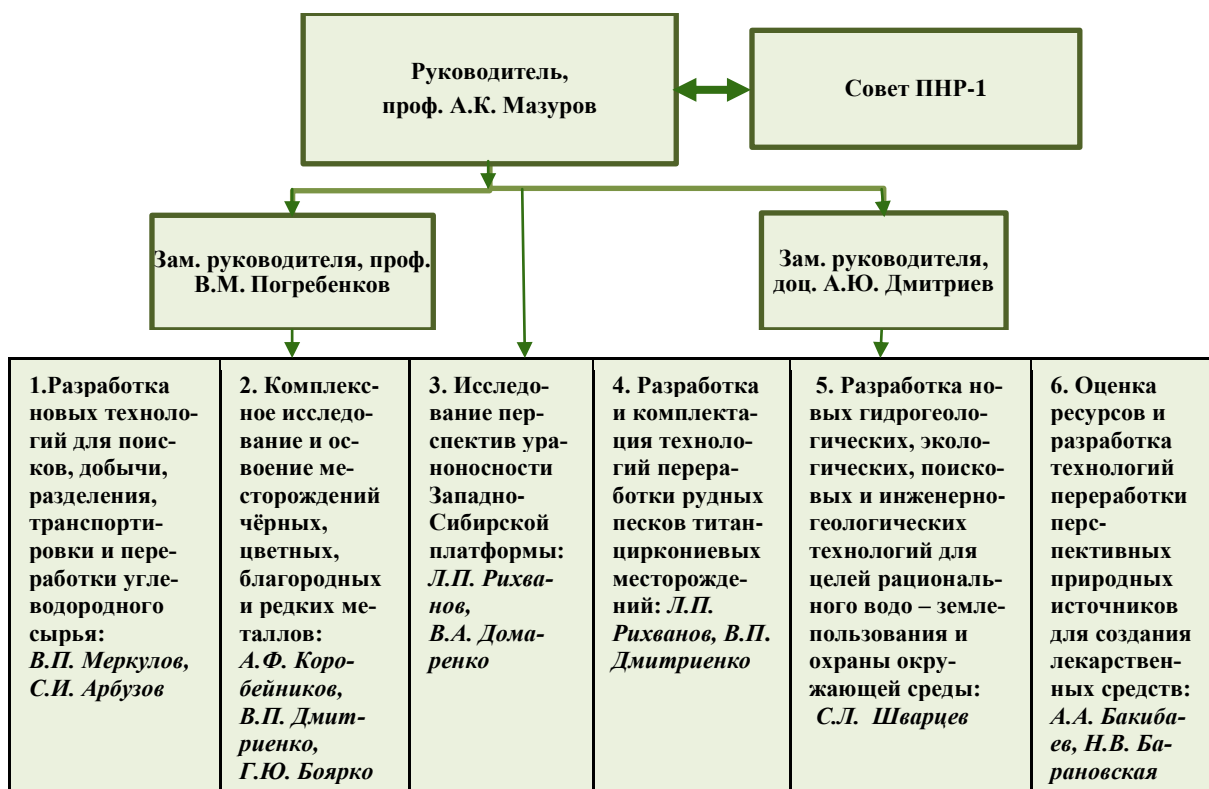 Руководитель,
проф. А.К. Мазуров
Совет ПНР-1
Зам. руководителя, проф.
В.М. Погребенков
Зам. руководителя,
доц. А.Ю. Дмитриев
1.Разработка
новых техноло-
гий для поис-
ков, добычи,
разделения,
транспорти-
ровки и пере-
работки угле-
водородного
сырья:
В.П. Меркулов,
С.И. Арбузов
2. Комплекс-
ное исследо-
вание и ос-
воение ме-
сторождений
чёрных,
цветных,
благородных
и редких ме-
таллов:
А.Ф. Коро-
бейников,
В.П. Дмит-
риенко,
Г.Ю. Боярко
3. Исследо-
вание пер-
спектив ура-
ноносности
Западно-
Сибирской
платформы:
Л.П. Рихва-
нов,
В.А. Дома-
ренко
4. Разработка
и комплекта-
ция техноло-
гий перера-
ботки рудных
песков титан-
циркониевых
месторожде-
ний: Л.П.
Рихванов, В.П.
Дмитриенко
5. Разработка но-
вых гидрогеоло-
гических, эколо-
гических, поиско-
вых и инженерно-
геологических
технологий для
целей рациональ-
ного водо – земле-
пользования и
охраны окру-
жающей среды:
С.Л. Шварцев
6. Оценка
ресурсов и
разработка
технологий
переработки
перс-
пективных
природных
источников
для создания
лекарствен-
ных средств:
А.А. Бакиба-
ев, Н.В. Ба-
рановская